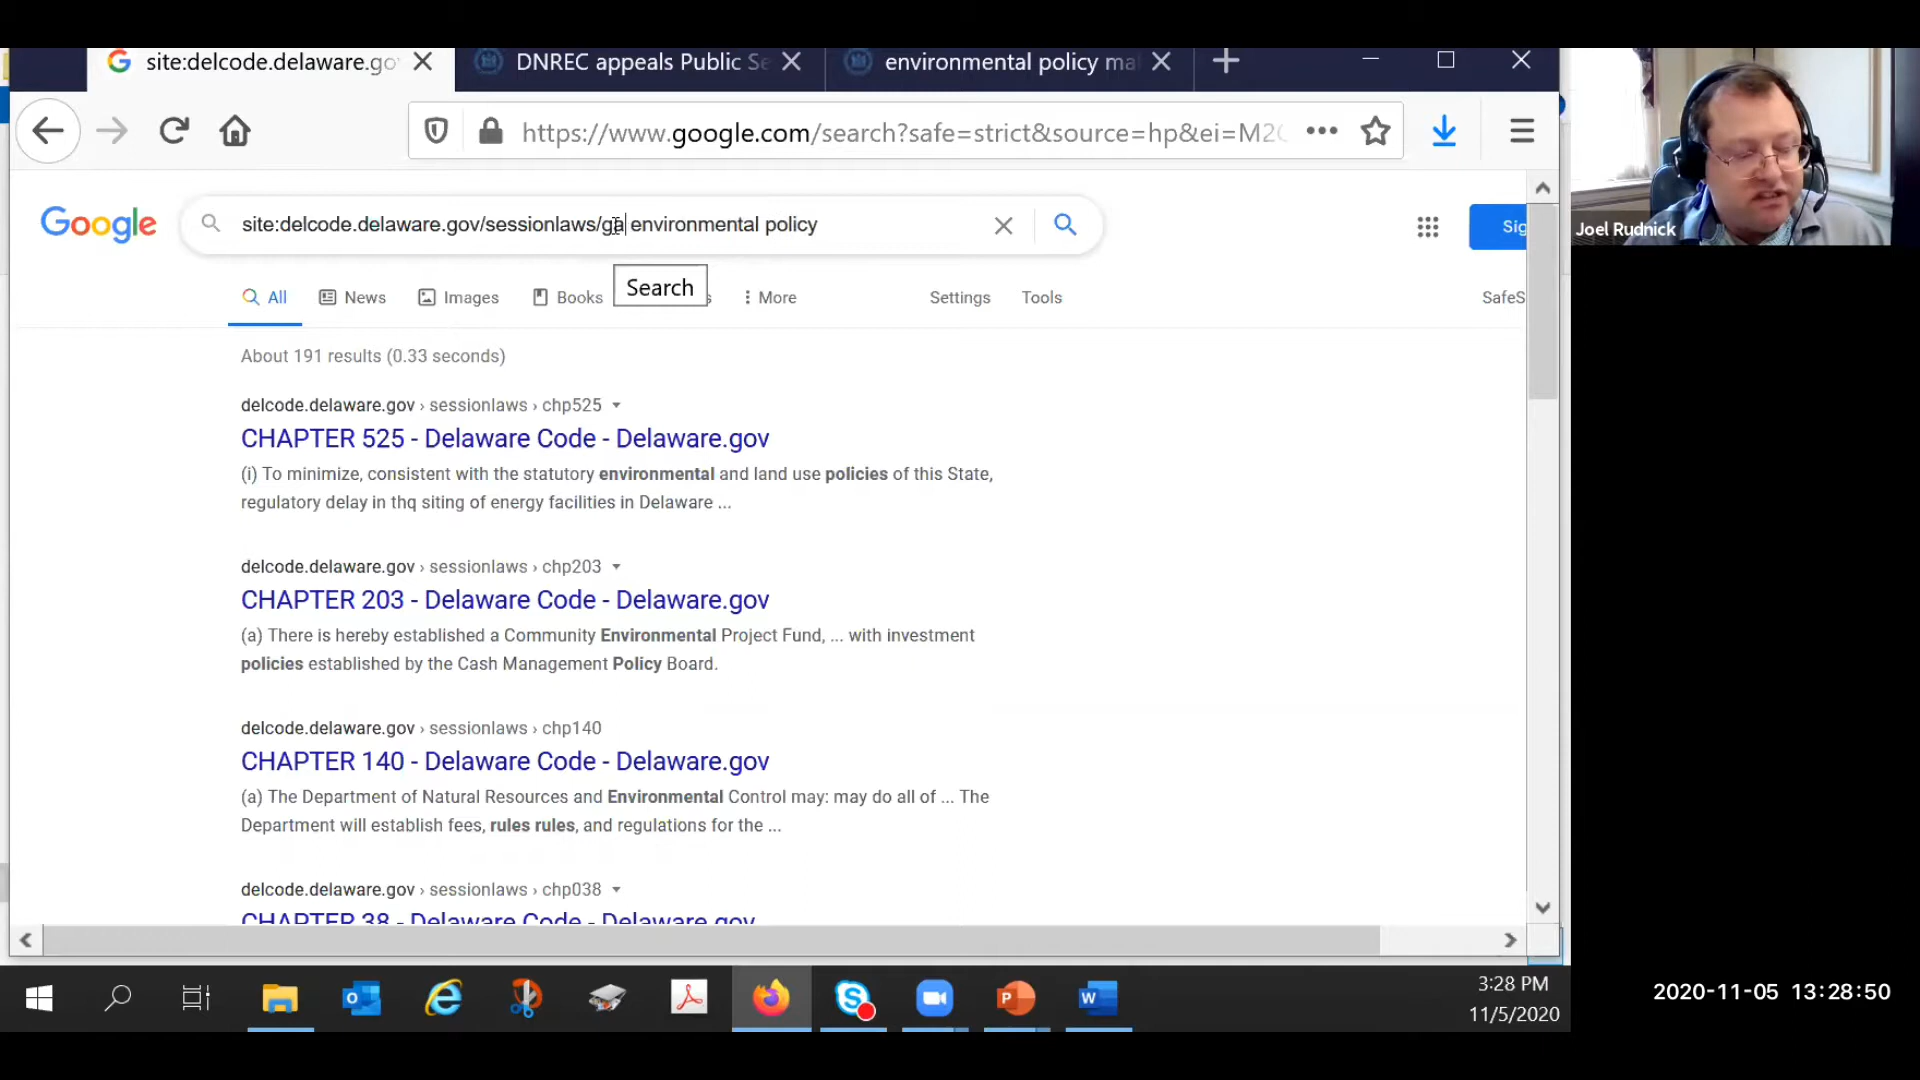 site:delcode.delaware.go
DNREC appeals Public Se
environmental policy ma
https://www.google.com/search?safe=strict&source=hp&ei=M2
Google
site:delcode.delaware.gov/sessionlaws/ga environmental policy
Sig
Joel Rudnick
All
News
Images
Books
Search
s
More
Settings
Tools
SafeS
About 191 results (0.33 seconds)
delcode.delaware.gov › sessionlaws › chp525
CHAPTER 525 - Delaware Code - Delaware.gov
(i) To minimize, consistent with the statutory environmental and land use policies of this State,
regulatory delay in thq siting of energy facilities in Delaware ...
delcode.delaware.gov › sessionlaws › chp203
CHAPTER 203 - Delaware Code - Delaware.gov
(a) There is hereby established a Community Environmental Project Fund, ... with investment
policies established by the Cash Management Policy Board.
delcode.delaware.gov › sessionlaws › chp140
CHAPTER 140 - Delaware Code - Delaware.gov
(a) The Department of Natural Resources and Environmental Control may: may do all of ... The
Department will establish fees, rules rules, and regulations for the ...
delcode.delaware.gov › sessionlaws › chp038
CHAPTER 38 - Delaware Code - Delaware.gov
3:28 PM
11/5/2020
2020-11-05 13:28:50